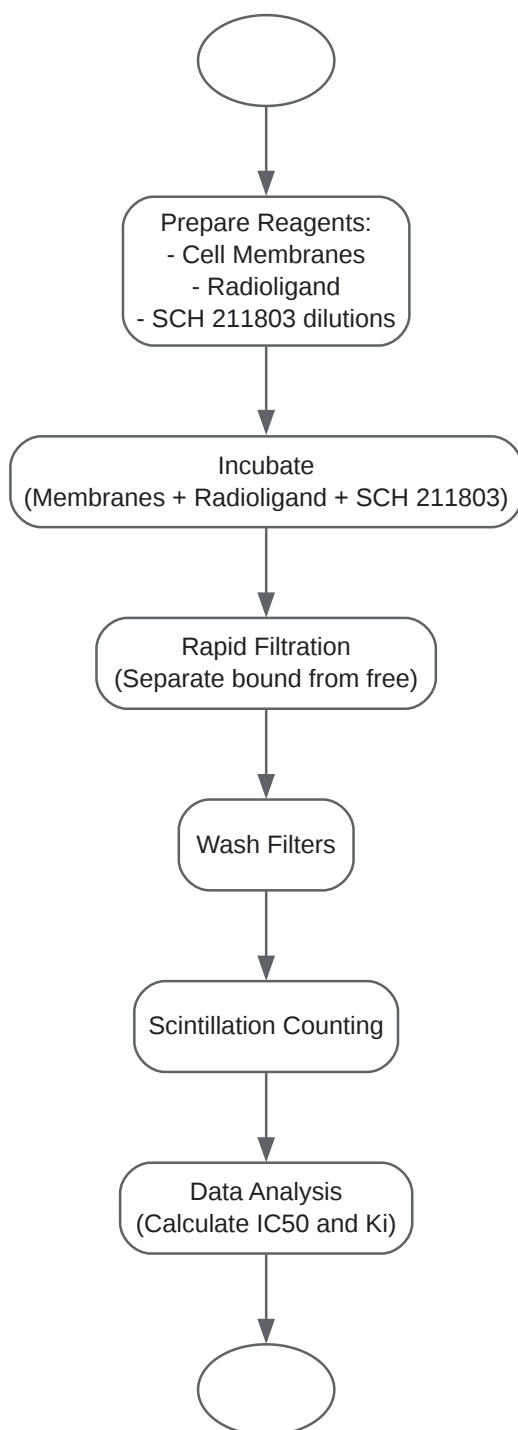 Prepare Reagents:
- Cell Membranes
- Radioligand
- SCH 211803 dilutions
Incubate
(Membranes + Radioligand + SCH 211803)
Rapid Filtration
(Separate bound from free)
Wash Filters
Scintillation Counting
Data Analysis
(Calculate IC50 and Ki)